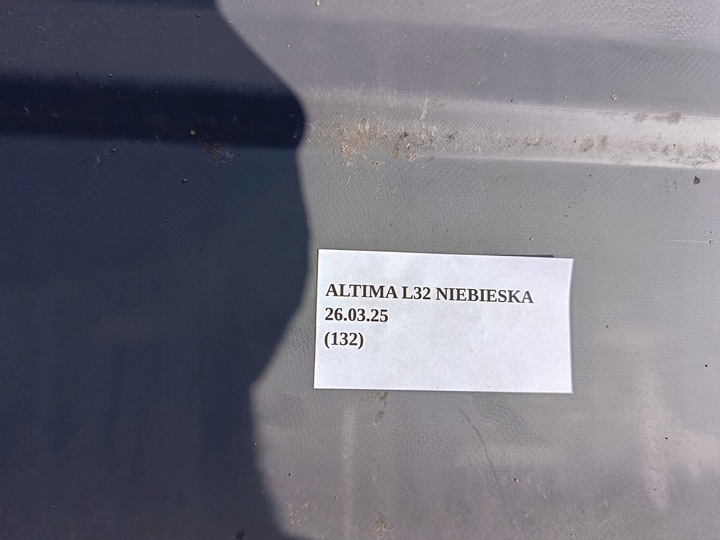 ALTIMA L32 NIEBIESKA
26.03.25
(132)